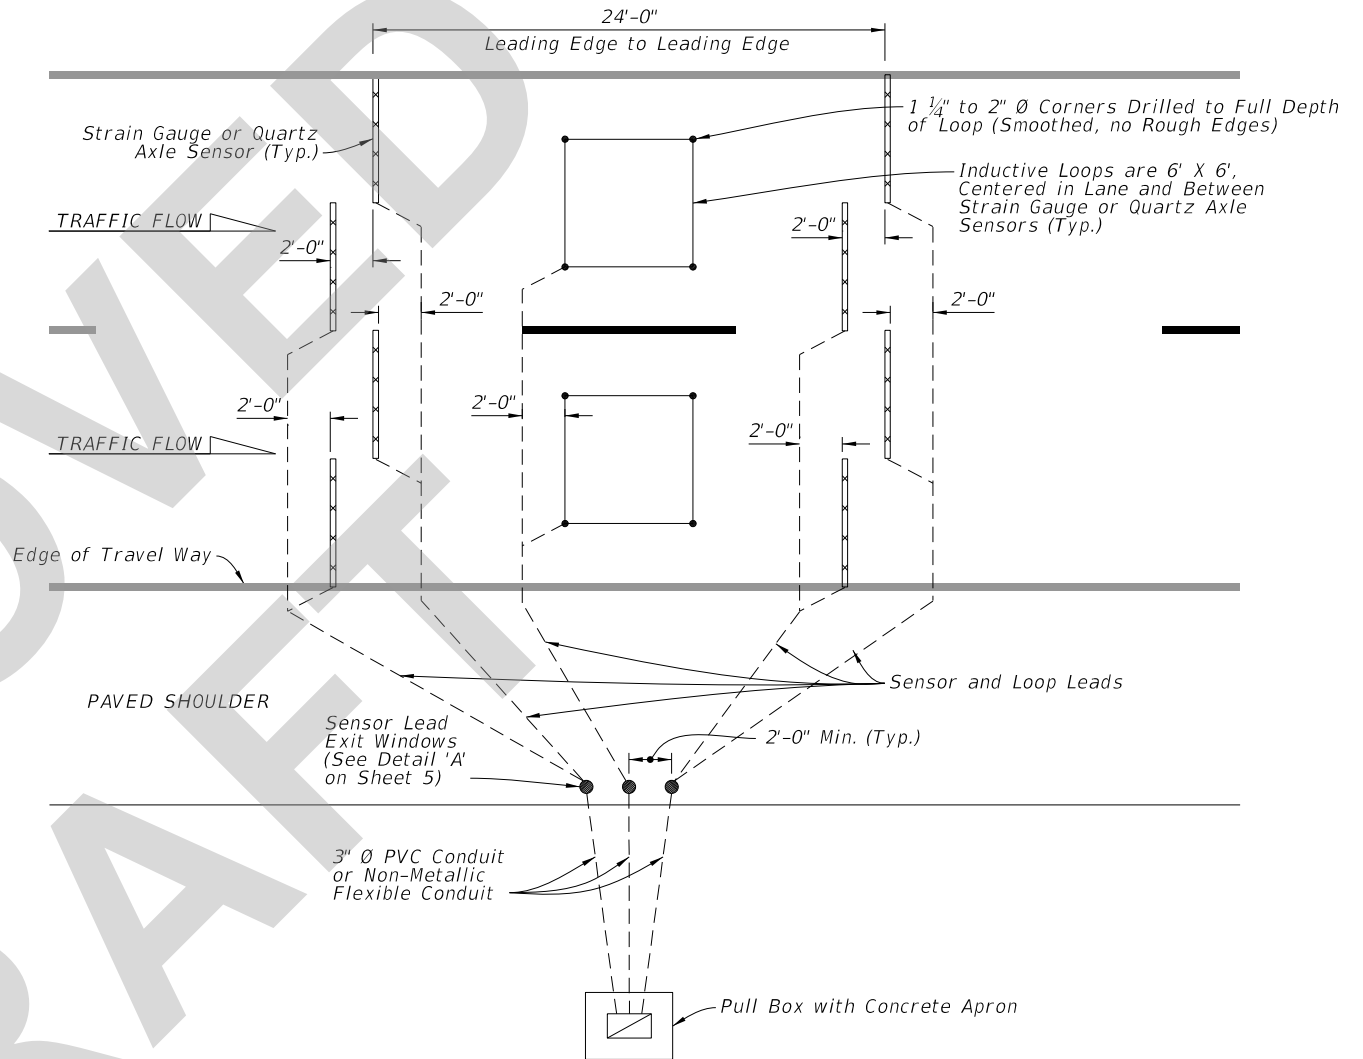 24'-0"
Leading Edge to Leading Edge
1 ¼" to 2" Ø Corners Drilled to Full Depth
of Loop (Smoothed, no Rough Edges)
Strain Gauge or Quartz
Axle Sensor (Typ.)
Inductive Loops are 6' X 6',
Centered in Lane and Between
Strain Gauge or Quartz Axle
Sensors (Typ.)
TRAFFIC FLOW
2'-0"
2'-0"
2'-0"
2'-0"
2'-0"
2'-0"
2'-0"
2'-0"
TRAFFIC FLOW
Edge of Travel Way
Sensor and Loop Leads
PAVED SHOULDER
Sensor Lead
Exit Windows
(See Detail 'A'
on Sheet 5)
2'-0" Min. (Typ.)
3" Ø PVC Conduit
or Non-Metallic
Flexible Conduit
Pull Box with Concrete Apron
OVED
RAFT